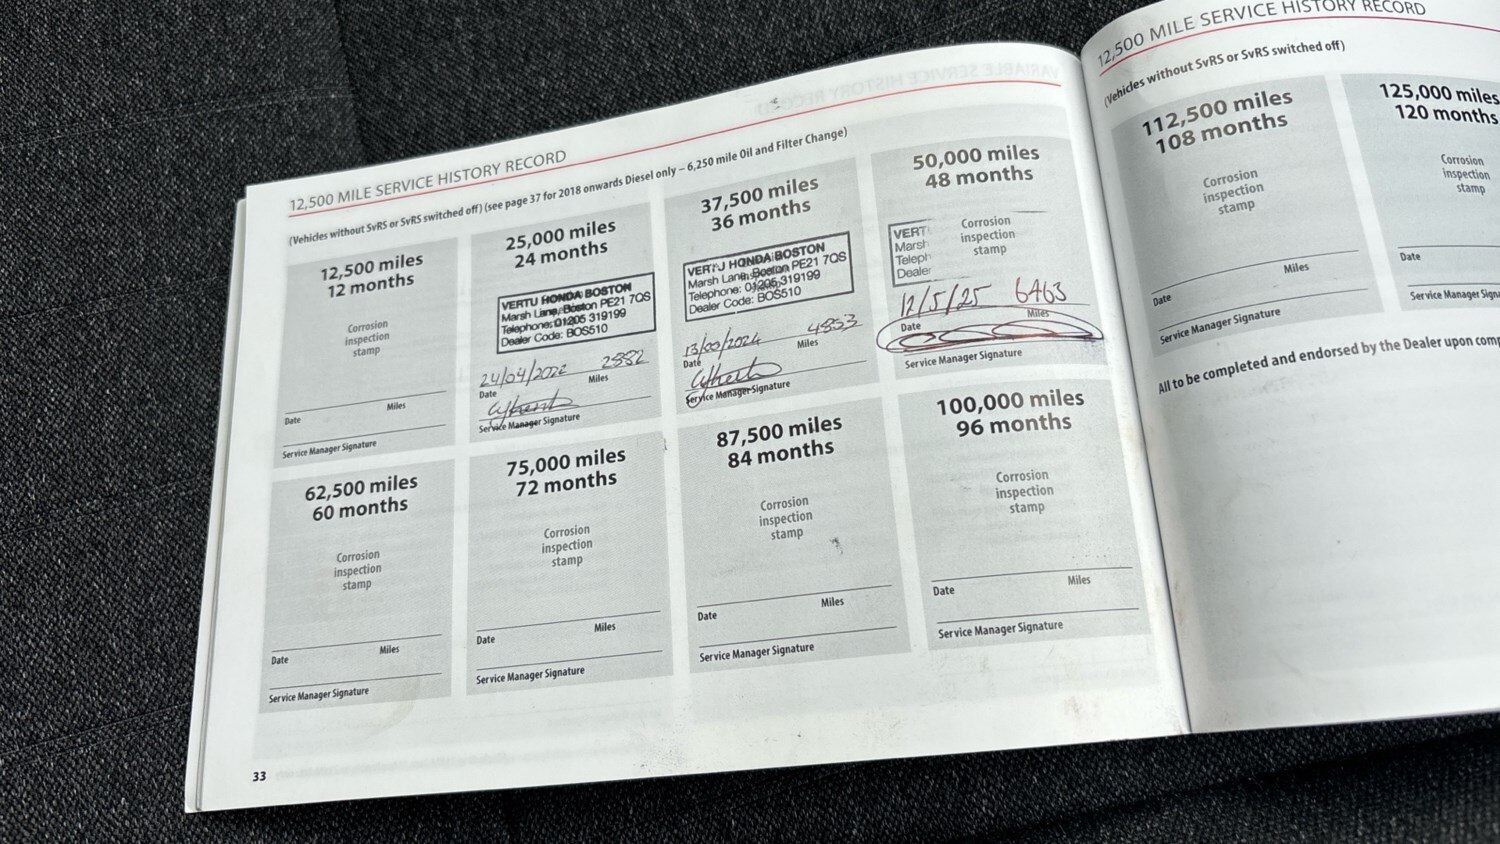 12,500 MILE SERVICE HISTORY RECORD
(Vehicles without SvRS or SvRS switched off) (see page 37 for 2018 onwards Diesel only – 6,250 mile Oil and Filter Change)
12,500 miles
12 months
Corrosion
inspection
stamp
Date Miles
Service Manager Signature
25,000 miles
24 months
VERTU HONDA BOSTON
Marsh Lane, Boston PE21 7QS
Telephone: 01205 319199
Dealer Code: BOS510
24/04/2022 2882
Date Miles
Service Manager Signature
37,500 miles
36 months
VERTU HONDA BOSTON
Marsh Lane, Boston PE21 7QS
Telephone: 01205 319199
Dealer Code: BOS510
4853
Date Miles
Service Manager Signature
50,000 miles
48 months
VERT
Marsh
Teleph
Dealer
Corrosion
inspection
stamp
12/5/25 6463
Date Miles
Service Manager Signature
62,500 miles
60 months
Corrosion
inspection
stamp
Date Miles
Service Manager Signature
75,000 miles
72 months
Corrosion
inspection
stamp
Date Miles
Service Manager Signature
87,500 miles
84 months
Corrosion
inspection
stamp
Date Miles
Service Manager Signature
100,000 miles
96 months
Corrosion
inspection
stamp
Date Miles
Service Manager Signature
33
12,500 MILE SERVICE HISTORY RECORD
(Vehicles without SvRS or SvRS switched off)
112,500 miles
108 months
Corrosion
inspection
stamp
Date Miles
Service Manager Signature
125,000 miles
120 months
Corrosion
inspection
stamp
Date
Service Manager Sign
All to be completed and endorsed by the Dealer upon comp